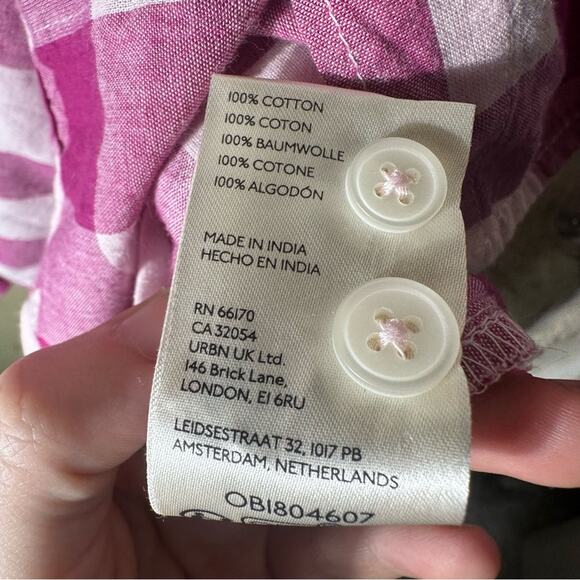 100% COTTON
100% COTON
100% BAUMWOLLE
100% COTONE
100% ALGODÓN
MADE IN INDIA
HECHO EN INDIA
RN 66170
CA 32054
URBN UK Ltd.
146 Brick Lane,
LONDON, E1 6RU
LEIDSESTRAAT 32, 1017 PB
AMSTERDAM, NETHERLANDS
OB1804607